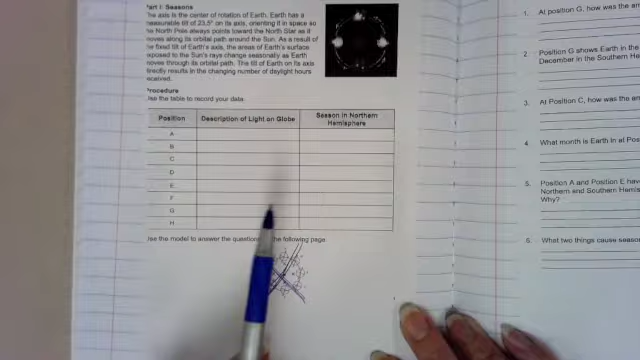 Part I: Seasons
The axis is the center of rotation of Earth. Earth has a
measurable tilt of 23.5° on its axis, orienting it in space so
the North Pole always points toward the North Star as it
moves along its orbital path around the Sun. As a result of
the fixed tilt of Earth's axis, the areas of Earth's surface
exposed to the Sun's rays change seasonally as Earth
moves through its orbital path. The tilt of Earth on its axis
directly results in the changing number of daylight hours
received.
Procedure
Use the table to record your data.
Position Description of Light on Globe Season in Northern
Hemisphere
A
B
C
D
E
F
G
H
Use the model to answer the questions the following page.
1. At position G, how was the
2 Position G shows Earth in the
December in the Southern
3. At Position C, how was the
4. What month is Earth in at
5. Position A and Position E
Northern and Southern
Why?
What two things cause